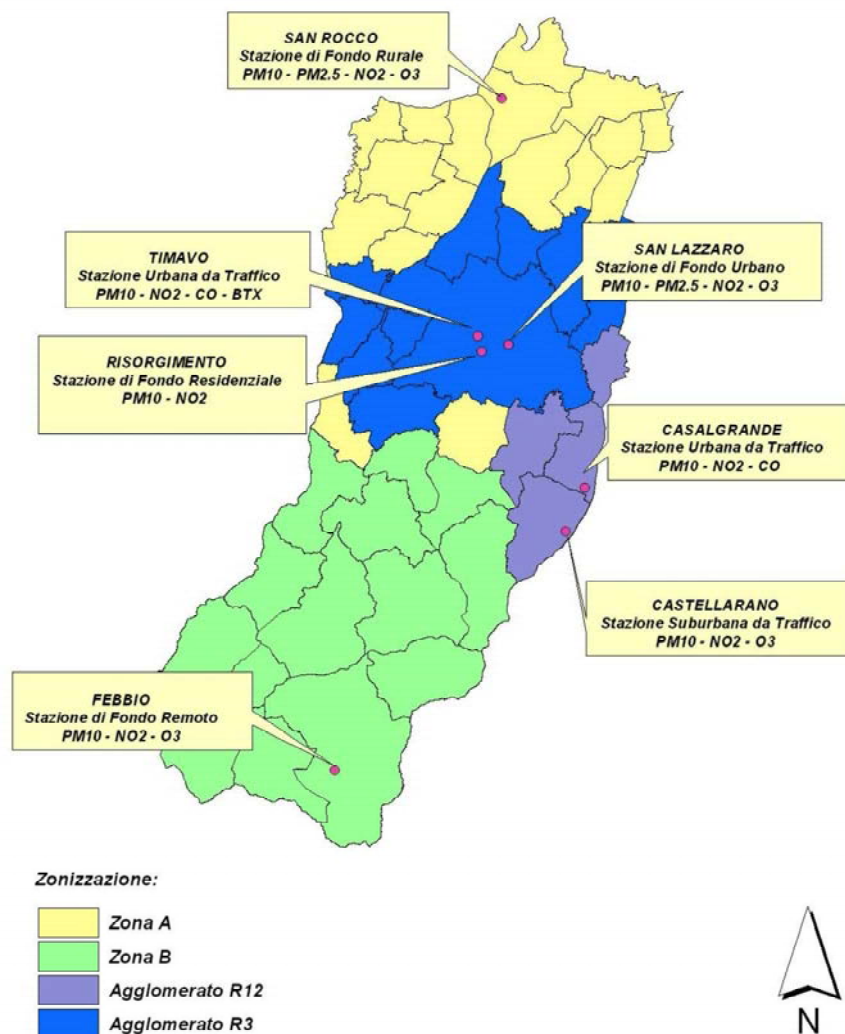 SAN ROCCO
Stazione di Fondo Rurale
PM10 - PM2.5 - NO2 - O3
TIMAVO
Stazione Urbana da Traffico
PM10 - NO2 - CO - BTX
SAN LAZZARO
Stazione di Fondo Urbano
PM10 - PM2.5 - NO2 - O3
RISORGIMENTO
Stazione di Fondo Residenziale
PM10 - NO2
CASALGRANDE
Stazione Urbana da Traffico
PM10 - NO2 - CO
CASTELLARANO
Stazione Suburbana da Traffico
PM10 - NO2 - O3
FEBBIO
Stazione di Fondo Remoto
PM10 - NO2 - O3
Zonizzazione:
Zona A
Zona B
Agglomerato R12
Agglomerato R3
N